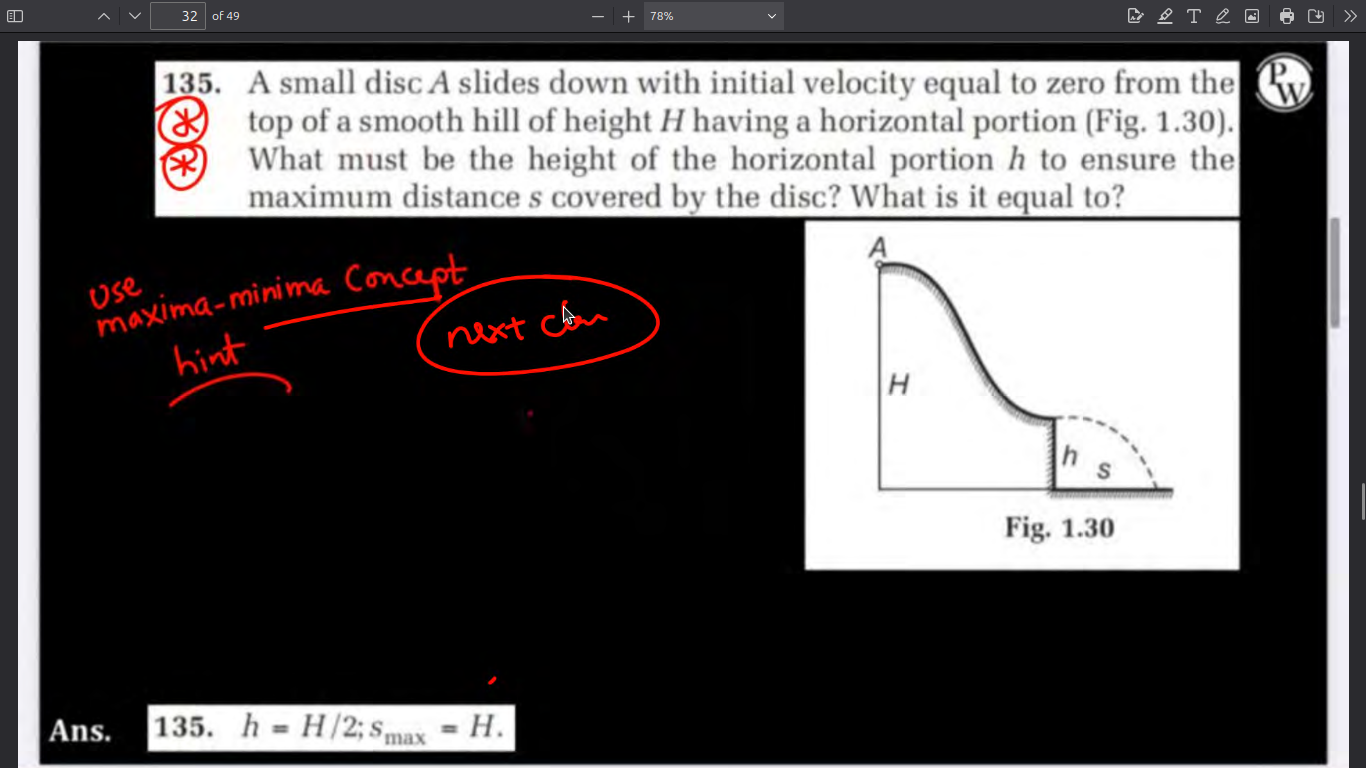 32 of 49
78%
135. A small disc A slides down with initial velocity equal to zero from the
top of a smooth hill of height H having a horizontal portion (Fig. 1.30).
What must be the height of the horizontal portion h to ensure the
maximum distance s covered by the disc? What is it equal to?
PW
use
maxima-minima Concept
hint
next
A
H
h s
Fig. 1.30
Ans. 135. h = H/2; smax = H.